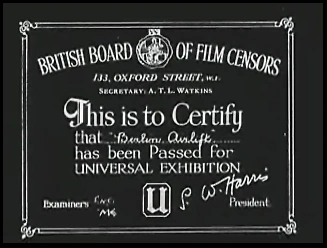 BRITISH BOARD OF FILM CENSORS
133, OXFORD STREET, W.1.
SECRETARY: A. T. L. WATKINS
This is to Certify
that "Berlin Airlift"
has been Passed for
UNIVERSAL EXHIBITION
U
S. W. Harris
Examiners
President.